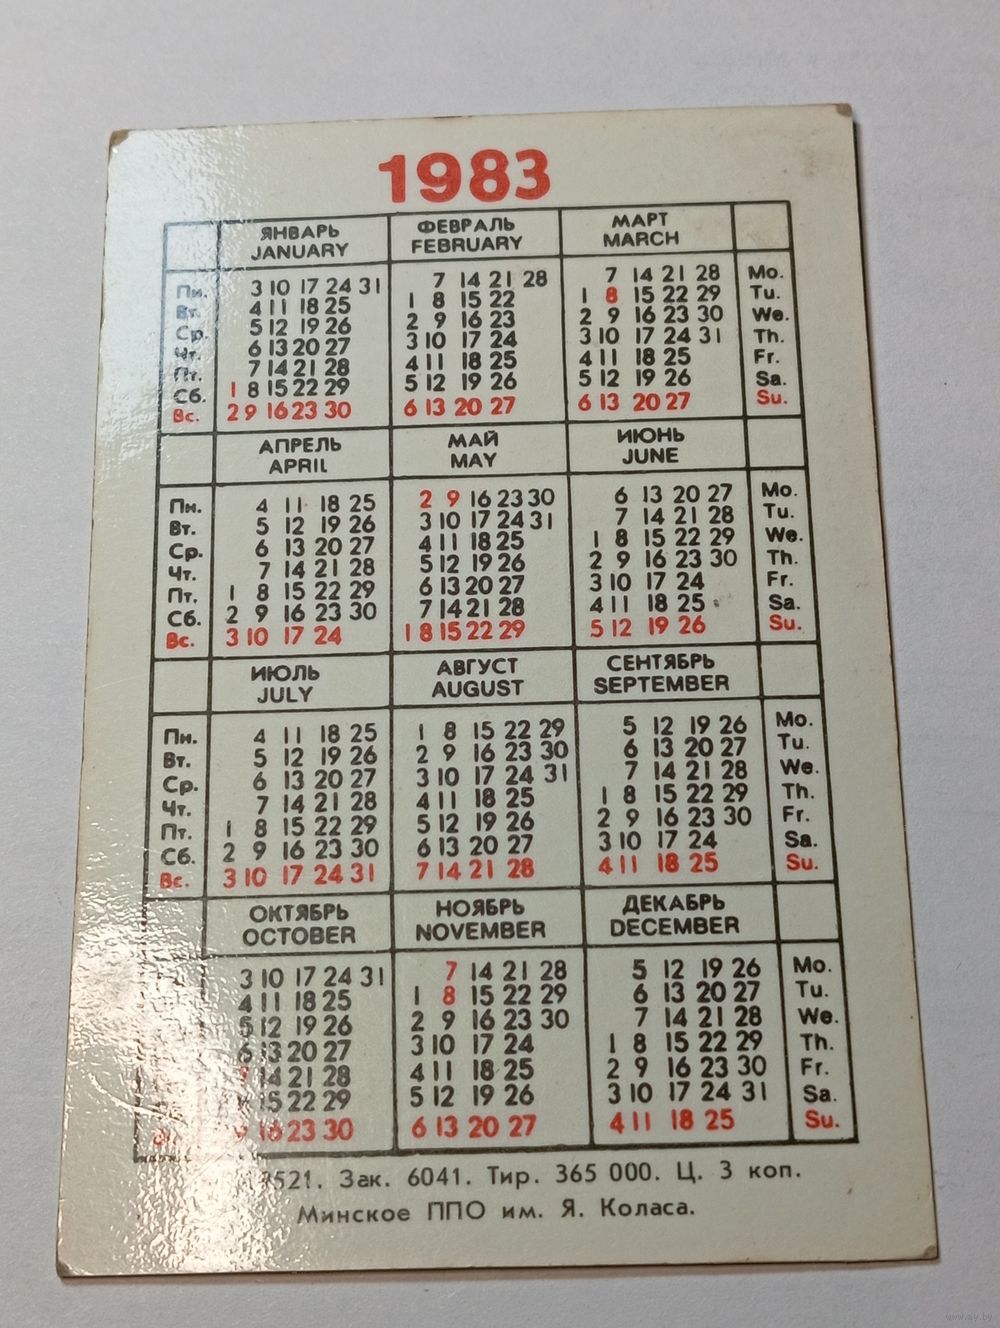 1983
ЯНВАРЬ ФЕВРАЛЬ МАРТ
JANUARY FEBRUARY MARCH
Пн. 3 10 17 24 31 7 14 21 28 7 14 21 28 Mo.
Вт. 4 11 18 25 1 8 15 22 1 8 15 22 29 Tu.
Ср. 5 12 19 26 2 9 16 23 2 9 16 23 30 We.
Чт. 6 13 20 27 3 10 17 24 3 10 17 24 31 Th.
Пт. 7 14 21 28 4 11 18 25 4 11 18 25 Fr.
Сб. 1 8 15 22 29 5 12 19 26 5 12 19 26 Sa.
Вс. 2 9 16 23 30 6 13 20 27 6 13 20 27 Su.
АПРЕЛЬ МАЙ ИЮНЬ
APRIL MAY JUNE
Пн. 4 11 18 25 2 9 16 23 30 6 13 20 27 Mo.
Вт. 5 12 19 26 3 10 17 24 31 7 14 21 28 Tu.
Ср. 6 13 20 27 4 11 18 25 1 8 15 22 29 We.
Чт. 7 14 21 28 5 12 19 26 2 9 16 23 30 Th.
Пт. 1 8 15 22 29 6 13 20 27 3 10 17 24 Fr.
Сб. 2 9 16 23 30 7 14 21 28 4 11 18 25 Sa.
Вс. 3 10 17 24 1 8 15 22 29 5 12 19 26 Su.
ИЮЛЬ АВГУСТ СЕНТЯБРЬ
JULY AUGUST SEPTEMBER
Пн. 4 11 18 25 1 8 15 22 29 5 12 19 26 Mo.
Вт. 5 12 19 26 2 9 16 23 30 6 13 20 27 Tu.
Ср. 6 13 20 27 3 10 17 24 31 7 14 21 28 We.
Чт. 7 14 21 28 4 11 18 25 1 8 15 22 29 Th.
Пт. 1 8 15 22 29 5 12 19 26 2 9 16 23 30 Fr.
Сб. 2 9 16 23 30 6 13 20 27 3 10 17 24 Sa.
Вс. 3 10 17 24 31 7 14 21 28 4 11 18 25 Su.
ОКТЯБРЬ НОЯБРЬ ДЕКАБРЬ
OCTOBER NOVEMBER DECEMBER
3 10 17 24 31 7 14 21 28 5 12 19 26 Mo.
4 11 18 25 1 8 15 22 29 6 13 20 27 Tu.
5 12 19 26 2 9 16 23 30 7 14 21 28 We.
6 13 20 27 3 10 17 24 1 8 15 22 29 Th.
14 21 28 4 11 18 25 2 9 16 23 30 Fr.
15 22 29 5 12 19 26 3 10 17 24 31 Sa.
9 16 23 30 6 13 20 27 4 11 18 25 Su.
Зак. 6041. Тир. 365 000. Ц. 3 коп.
Минское ППО им. Я. Коласа.
www.ay.by